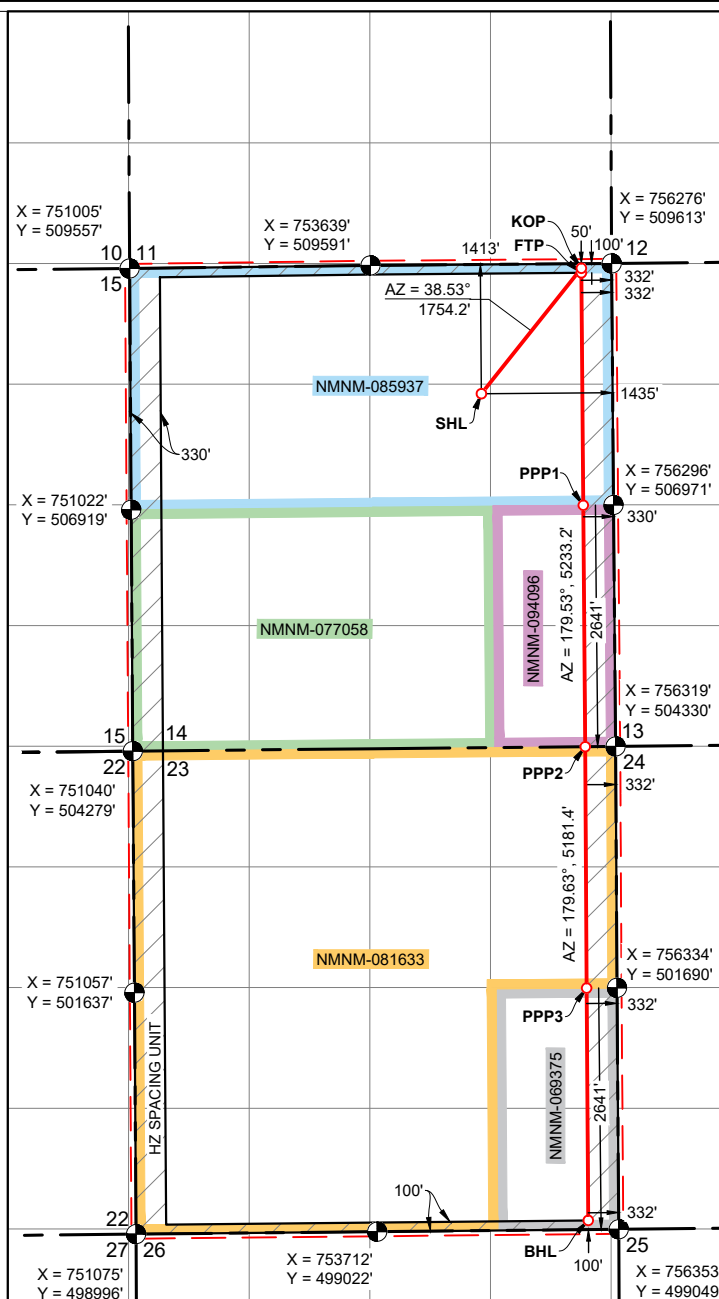 X = 751005'
Y = 509557'
X = 753639'
Y = 509591'
X = 756276'
Y = 509613'
KOP
FTP
50'
100'
1413'
10
11
12
15
332'
332'
AZ = 38.53°
1754.2'
NMNM-085937
1435'
SHL
330'
PPP1
X = 751022'
Y = 506919'
X = 756296'
Y = 506971'
330'
NMNM-077058
NMNM-094096
AZ = 179.53°, 5233.2'
2641'
X = 756319'
Y = 504330'
15
14
13
22
23
24
PPP2
332'
X = 751040'
Y = 504279'
AZ = 179.63°, 5181.4'
NMNM-081633
X = 756334'
Y = 501690'
X = 751057'
Y = 501637'
PPP3
332'
HZ SPACING UNIT
NMNM-069375
2641'
100'
332'
22
27
26
25
BHL
100'
X = 751075'
Y = 498996'
X = 753712'
Y = 499022'
X = 756353
Y = 499049